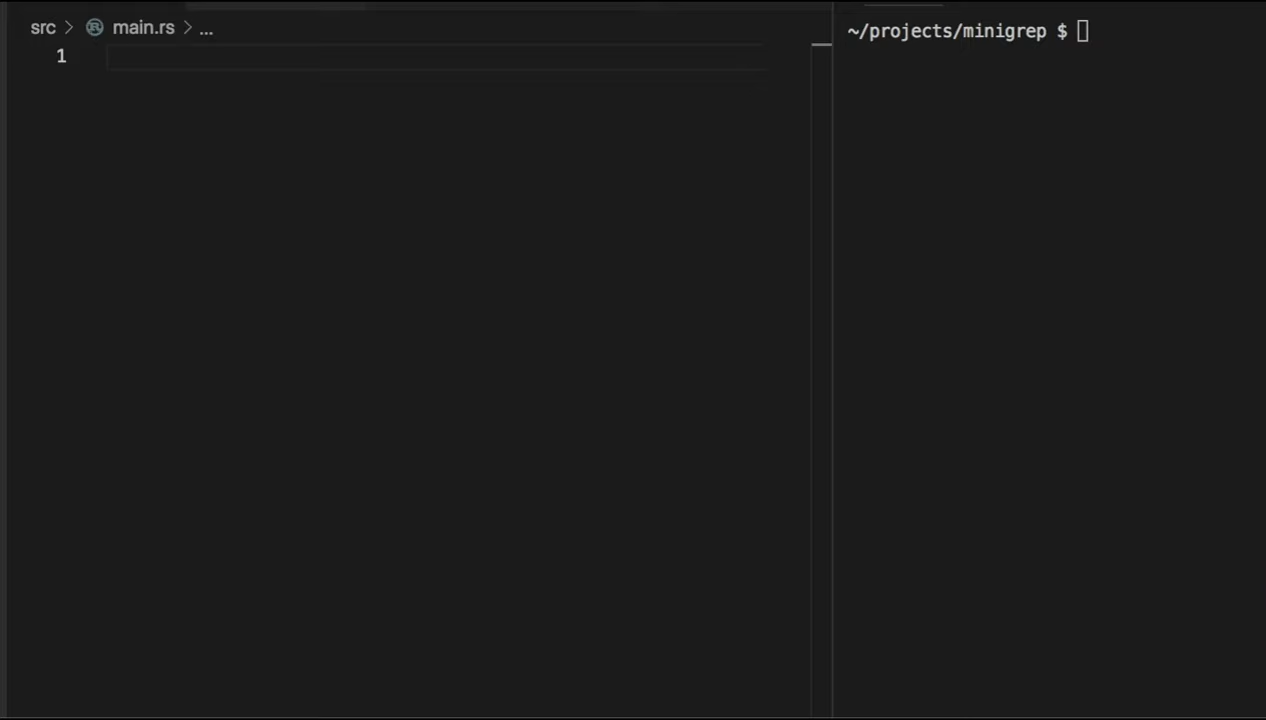 src > main.rs > ...
1
~/projects/minigrep $